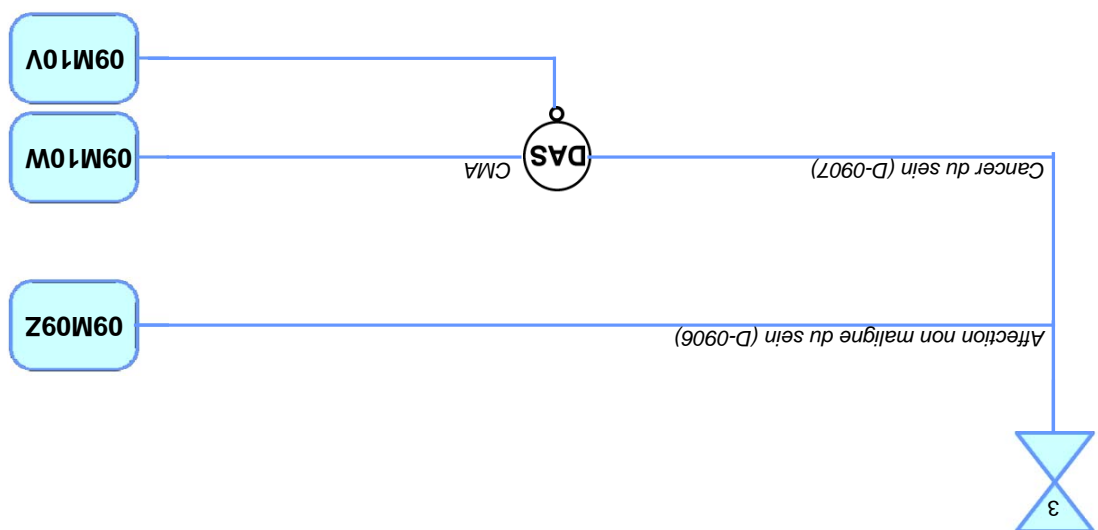 3
Affection non maligne du sein (D-0906)
09M09Z
Cancer du sein (D-0907)
DAS
CMA
09M10W
09M10V